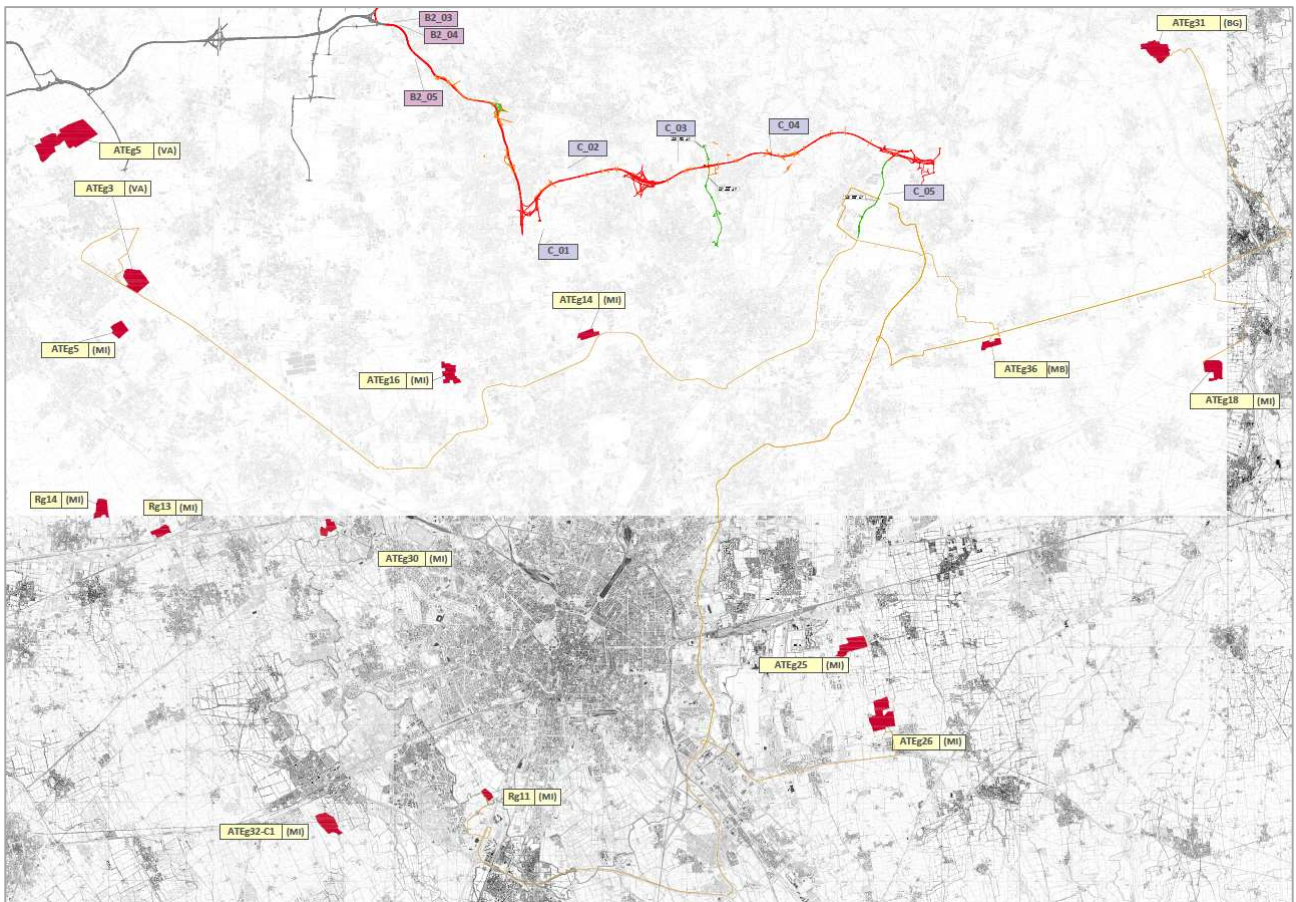 B2_03
ATEg31 (BG)
B2_04
B2_05
C_03
C_04
ATEg5 (VA)
C_02
ATEg3 (VA)
C_05
C_01
ATEg14 (MI)
ATEg5 (MI)
ATEg36 (MB)
ATEg16 (MI)
ATEg18 (MI)
Rg14 (MI)
Rg13 (MI)
ATEg30 (MI)
ATEg25 (MI)
ATEg26 (MI)
Rg11 (MI)
ATEg32-C1 (MI)